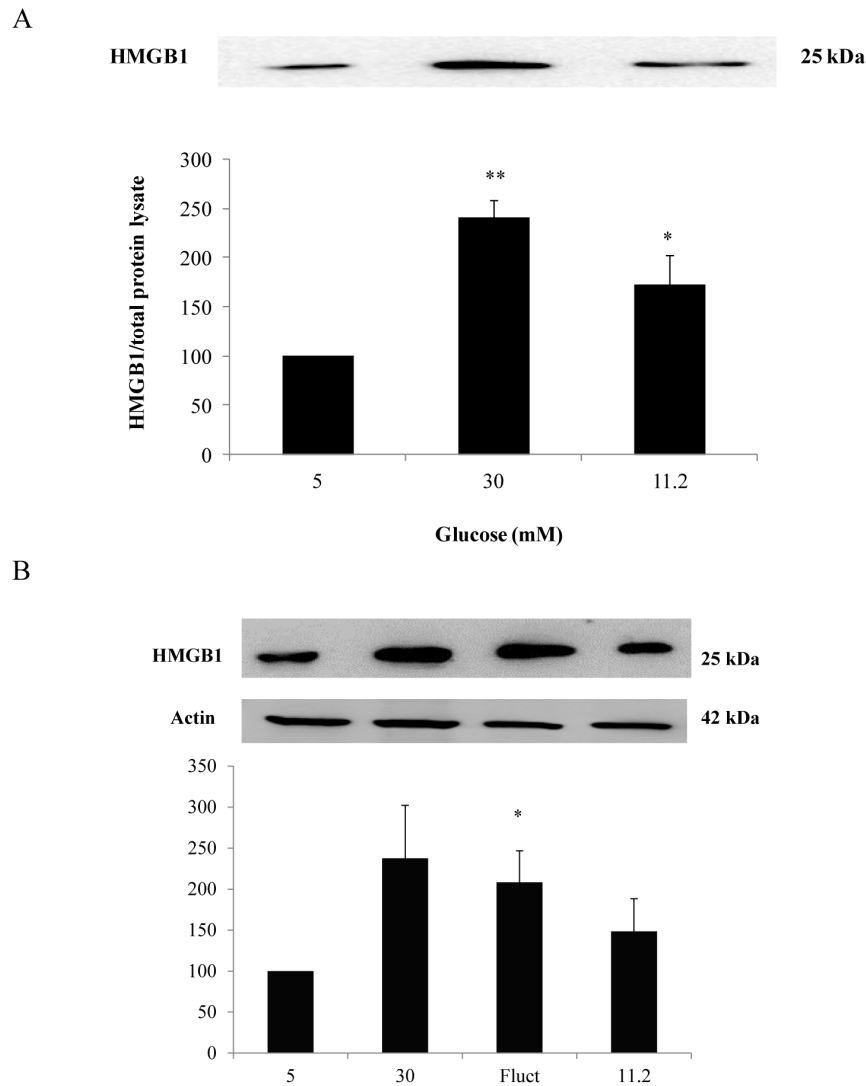 A
HMGB1 25 kDa
300
250
200
150
100
50
0
HMGB1/total protein lysate
**
*
5 30 11.2
Glucose (mM)
B
HMGB1 25 kDa
Actin 42 kDa
350
300
250
200
150
100
50
0
*
5 30 Fluct 11.2